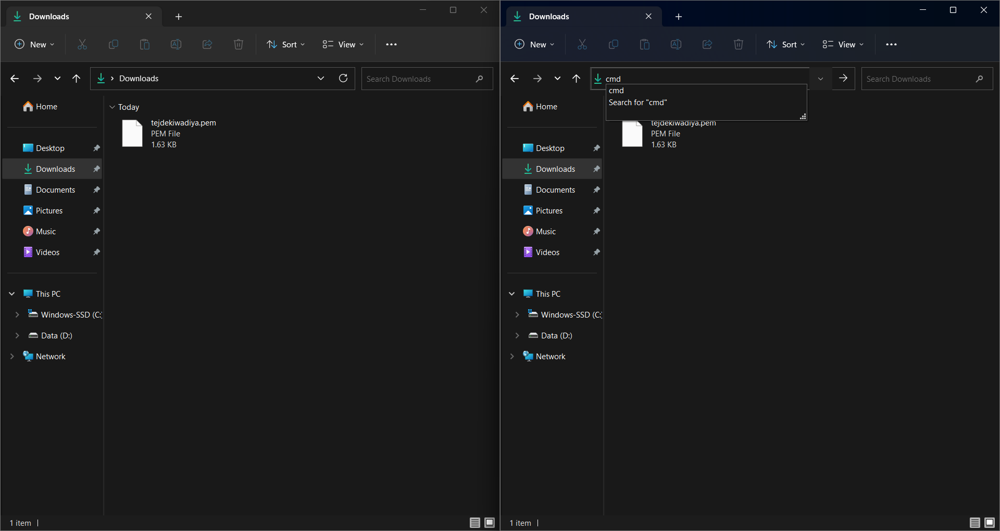 Downloads
New
Sort
View
Downloads
Search Downloads
Home
Desktop
Downloads
Documents
Pictures
Music
Videos
This PC
Windows-SSD (C:)
Data (D:)
Network
Today
tejdekiwadiya.pem
PEM File
1.63 KB
1 item
Downloads
New
Sort
View
cmd
Search Downloads
cmd
Search for "cmd"
Home
Desktop
Downloads
Documents
Pictures
Music
Videos
This PC
Windows-SSD (C:)
Data (D:)
Network
tejdekiwadiya.pem
PEM File
1.63 KB
1 item